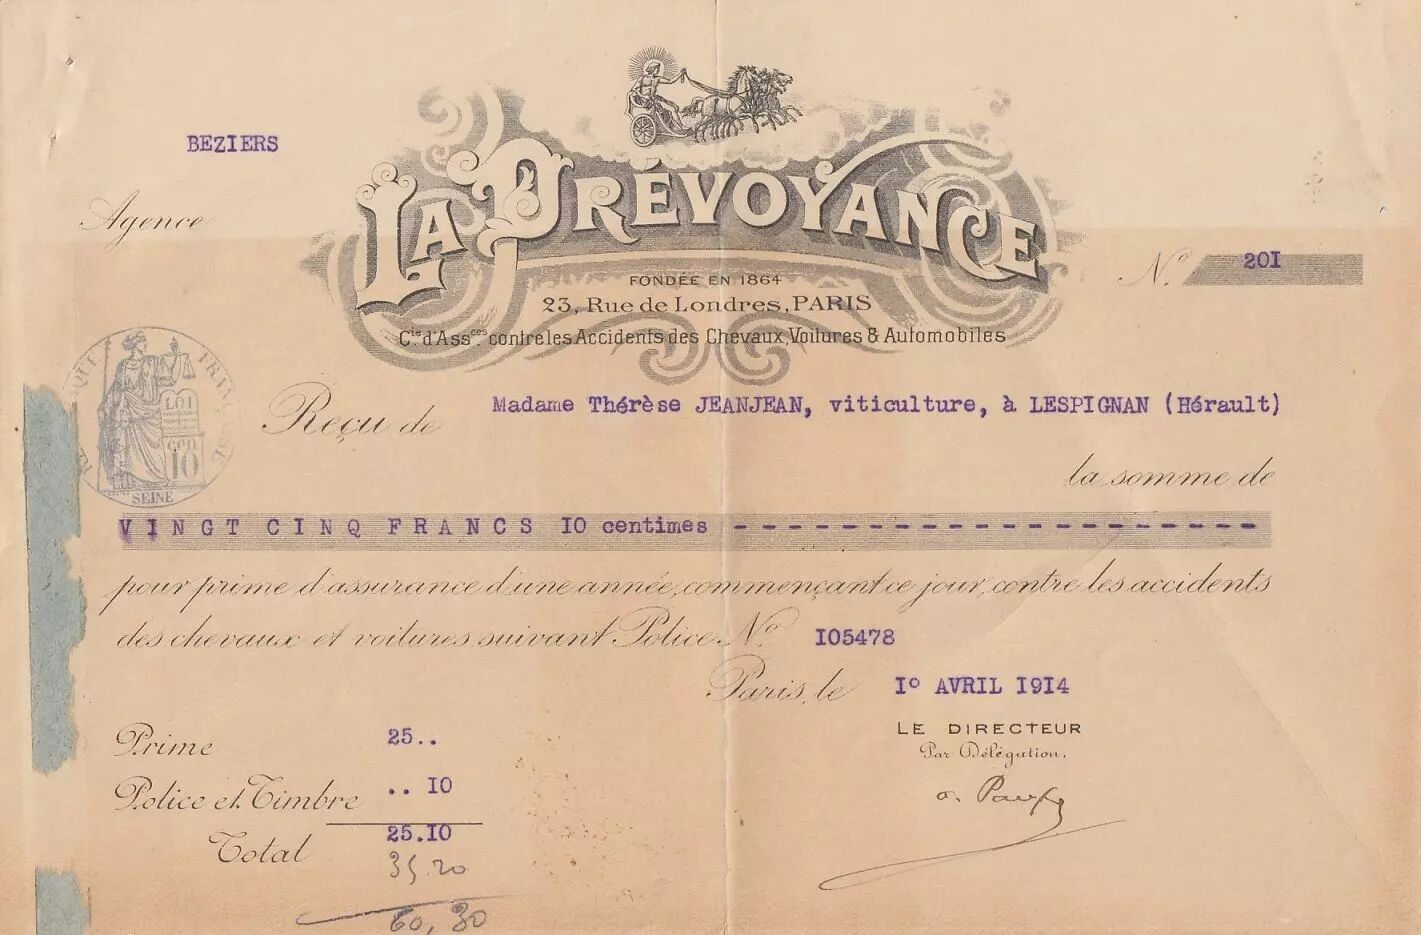 BEZIERS
Agence
LA PRÉVOYANCE
FONDÉE EN 1864
23, Rue de Londres, PARIS
Cie d'Assces contre les Accidents des Chevaux, Voitures & Automobiles
No 201
LOI
cen
10
SEINE
Reçu de Madame Thérèse JEANJEAN, viticulture, à LESPIGNAN (Hérault)
la somme de
VINGT CINQ FRANCS IO centimes -----------------------
pour prime d'assurance d'une année, commençant ce jour, contre les accidents
des chevaux et voitures suivant Police No I05478
Paris, le Iº AVRIL I9I4
LE DIRECTEUR
Par Délégation,
Prime 25..
Police et Timbre .. IO
Total 25.IO
35.20
60,30